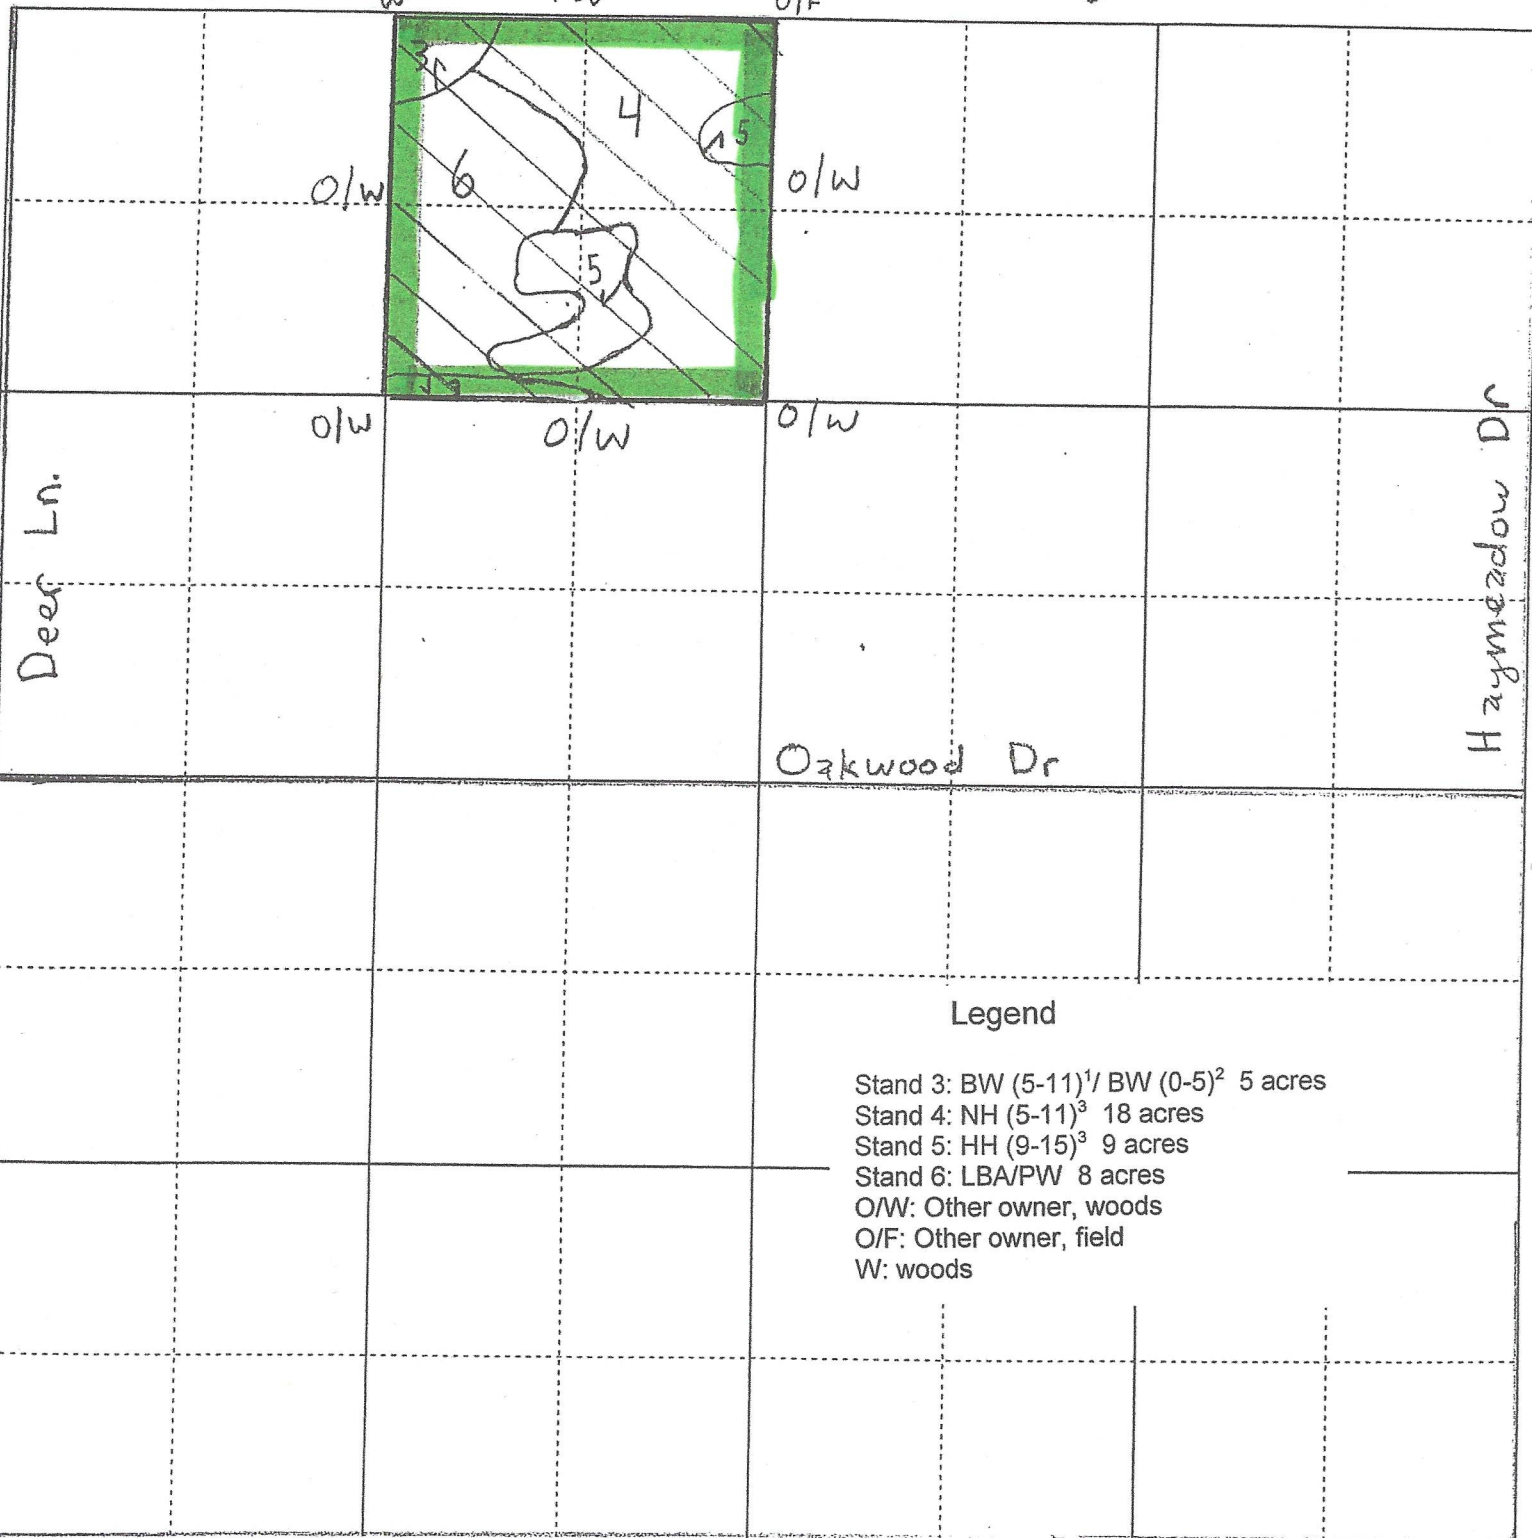 W
O/F
3
4
5
6
O/W
O/W
5
O/W
O/W
O/W
Deer Ln.
Haymeadow Dr
Oakwood Dr
Legend
Stand 3: BW (5-11)¹/ BW (0-5)² 5 acres
Stand 4: NH (5-11)³ 18 acres
Stand 5: HH (9-15)³ 9 acres
Stand 6: LBA/PW 8 acres
O/W: Other owner, woods
O/F: Other owner, field
W: woods